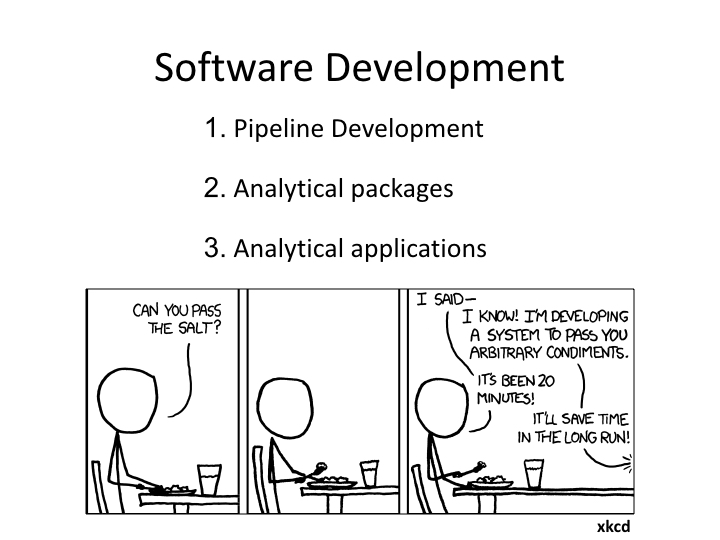 Software Development
1. Pipeline Development
2. Analytical packages
3. Analytical applications
CAN YOU PASS
THE SALT?
I SAID—
I KNOW! I'M DEVELOPING
A SYSTEM TO PASS YOU
ARBITRARY CONDIMENTS.
IT'S BEEN 20
MINUTES!
IT'LL SAVE TIME
IN THE LONG RUN!
xkcd